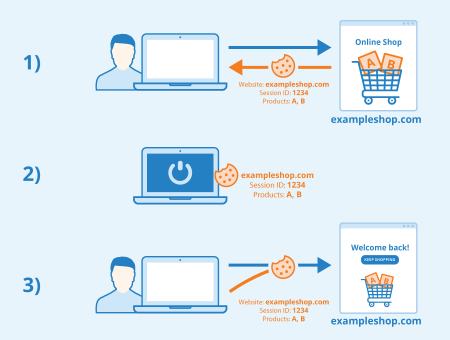 1)
Online Shop
A B
Website: exampleshop.com
Session ID: 1234
Products: A, B
exampleshop.com
2)
exampleshop.com
Session ID: 1234
Products: A, B
3)
Welcome back!
KEEP SHOPPING
A B
Website: exampleshop.com
Session ID: 1234
Products: A, B
exampleshop.com